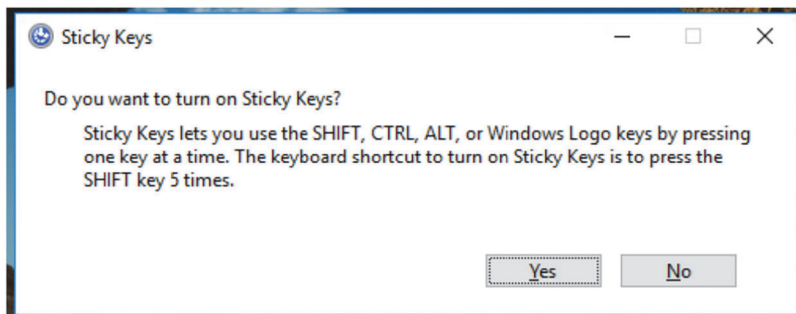 Sticky Keys
Do you want to turn on Sticky Keys?
Sticky Keys lets you use the SHIFT, CTRL, ALT, or Windows Logo keys by pressing
one key at a time. The keyboard shortcut to turn on Sticky Keys is to press the
SHIFT key 5 times.
Yes No